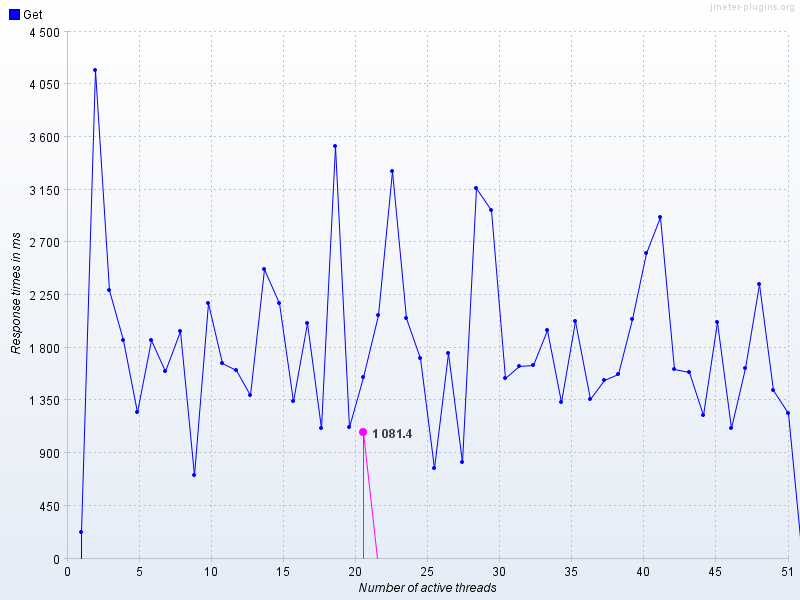 jmeter-plugins.org
Get
4 500
4 050
3 600
3 150
2 700
2 250
1 800
1 350
900
450
0
Response times in ms
1 081.4
0 5 10 15 20 25 30 35 40 45 51
Number of active threads